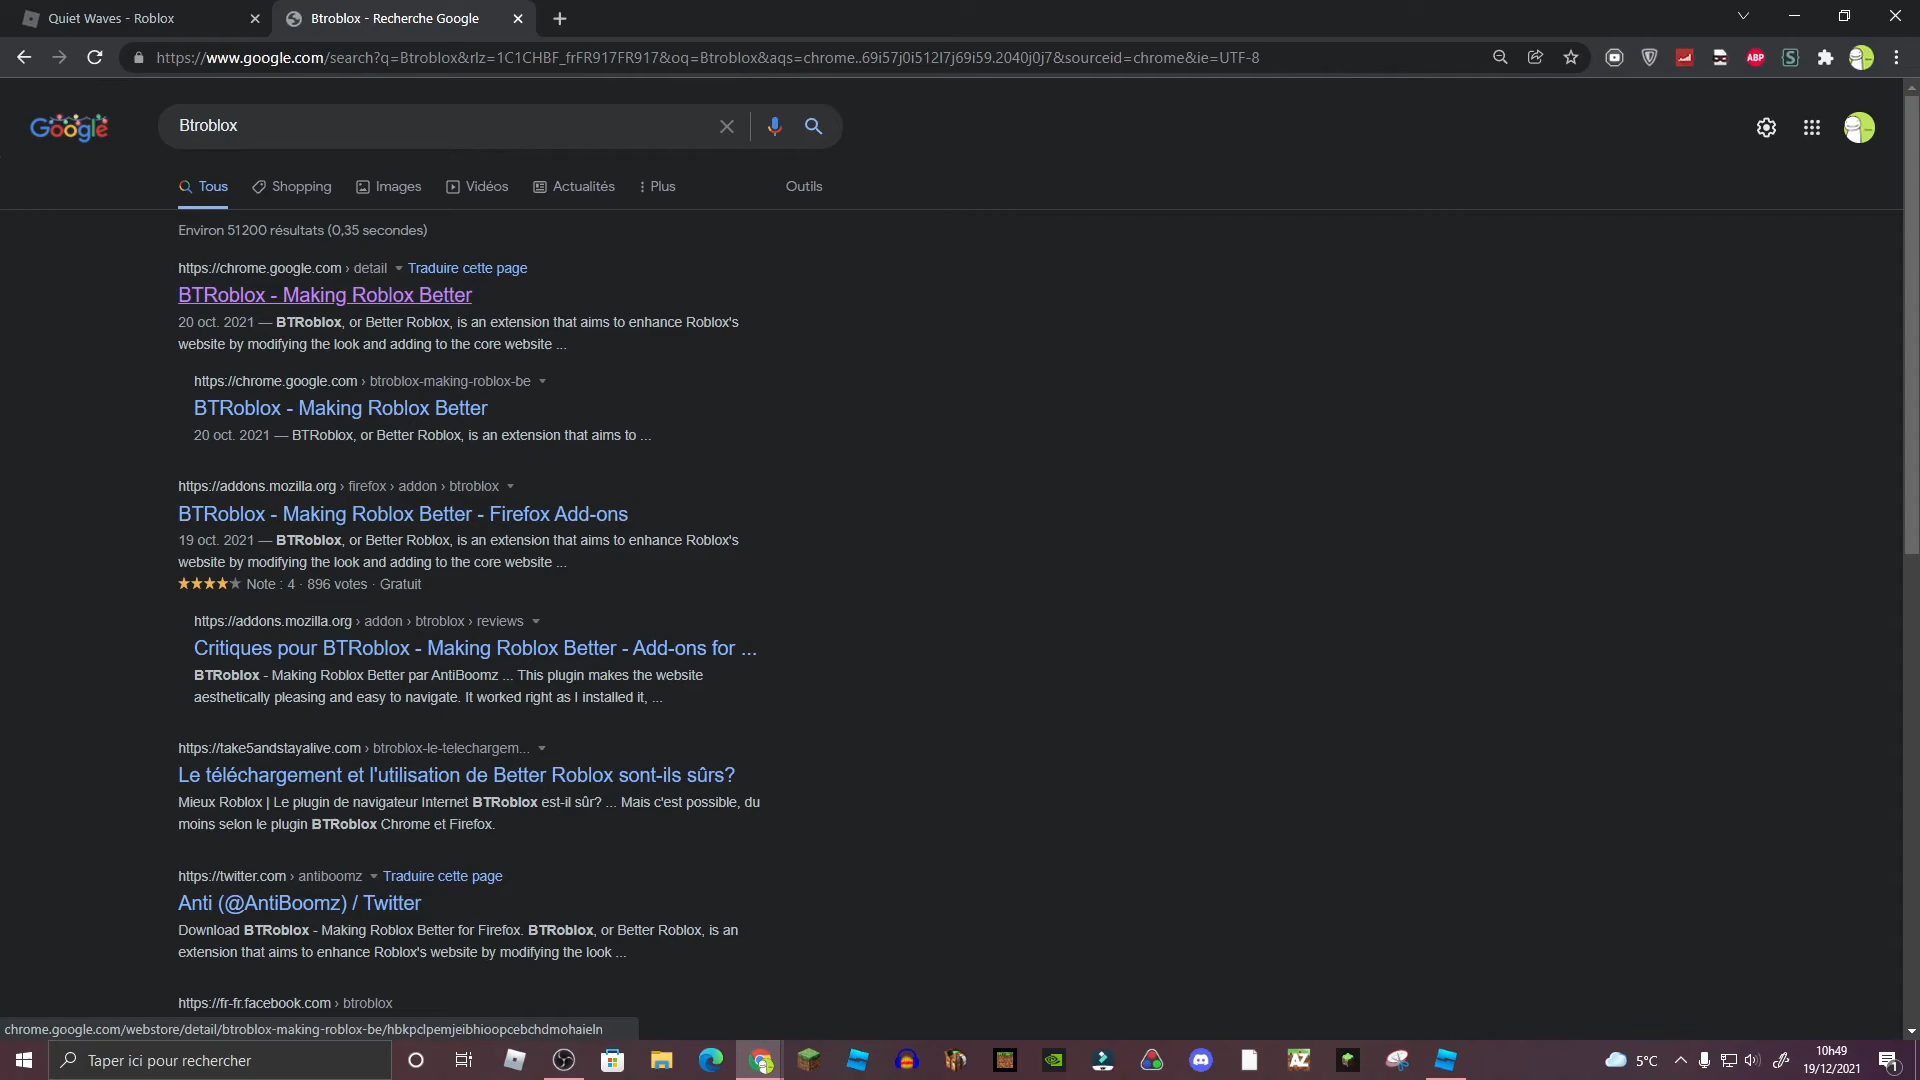 Quiet Waves - Roblox
Btroblox - Recherche Google
https://www.google.com/search?q=Btroblox&rlz=1C1CHBF_frFR917FR917&oq=Btroblox&aqs=chrome..69i57j0i512l7j69i59.2040j0j7&sourceid=chrome&ie=UTF-8
ABP
Google
Btroblox
Tous Shopping Images Vidéos Actualités Plus Outils
Environ 51 200 résultats (0,35 secondes)
https://chrome.google.com › detail Traduire cette page
BTRoblox - Making Roblox Better
20 oct. 2021 — BTRoblox, or Better Roblox, is an extension that aims to enhance Roblox's
website by modifying the look and adding to the core website ...
https://chrome.google.com › btroblox-making-roblox-be
BTRoblox - Making Roblox Better
20 oct. 2021 — BTRoblox, or Better Roblox, is an extension that aims to ...
https://addons.mozilla.org › firefox › addon › btroblox
BTRoblox - Making Roblox Better - Firefox Add-ons
19 oct. 2021 — BTRoblox, or Better Roblox, is an extension that aims to enhance Roblox's
website by modifying the look and adding to the core website ...
Note : 4 · 896 votes · Gratuit
https://addons.mozilla.org › addon › btroblox › reviews
Critiques pour BTRoblox - Making Roblox Better - Add-ons for ...
BTRoblox - Making Roblox Better par AntiBoomz ... This plugin makes the website
aesthetically pleasing and easy to navigate. It worked right as I installed it, ...
https://take5andstayalive.com › btroblox-le-telechargem...
Le téléchargement et l'utilisation de Better Roblox sont-ils sûrs?
Mieux Roblox | Le plugin de navigateur Internet BTRoblox est-il sûr? ... Mais c'est possible, du
moins selon le plugin BTRoblox Chrome et Firefox.
https://twitter.com › antiboomz Traduire cette page
Anti (@AntiBoomz) / Twitter
Download BTRoblox - Making Roblox Better for Firefox. BTRoblox, or Better Roblox, is an
extension that aims to enhance Roblox's website by modifying the look ...
https://fr-fr.facebook.com › btroblox
chrome.google.com/webstore/detail/btroblox-making-roblox-be/hbkpclpemjeibhioopcebchdmohaieln
Taper ici pour rechercher
AZ
5°C
10h49
19/12/2021
1